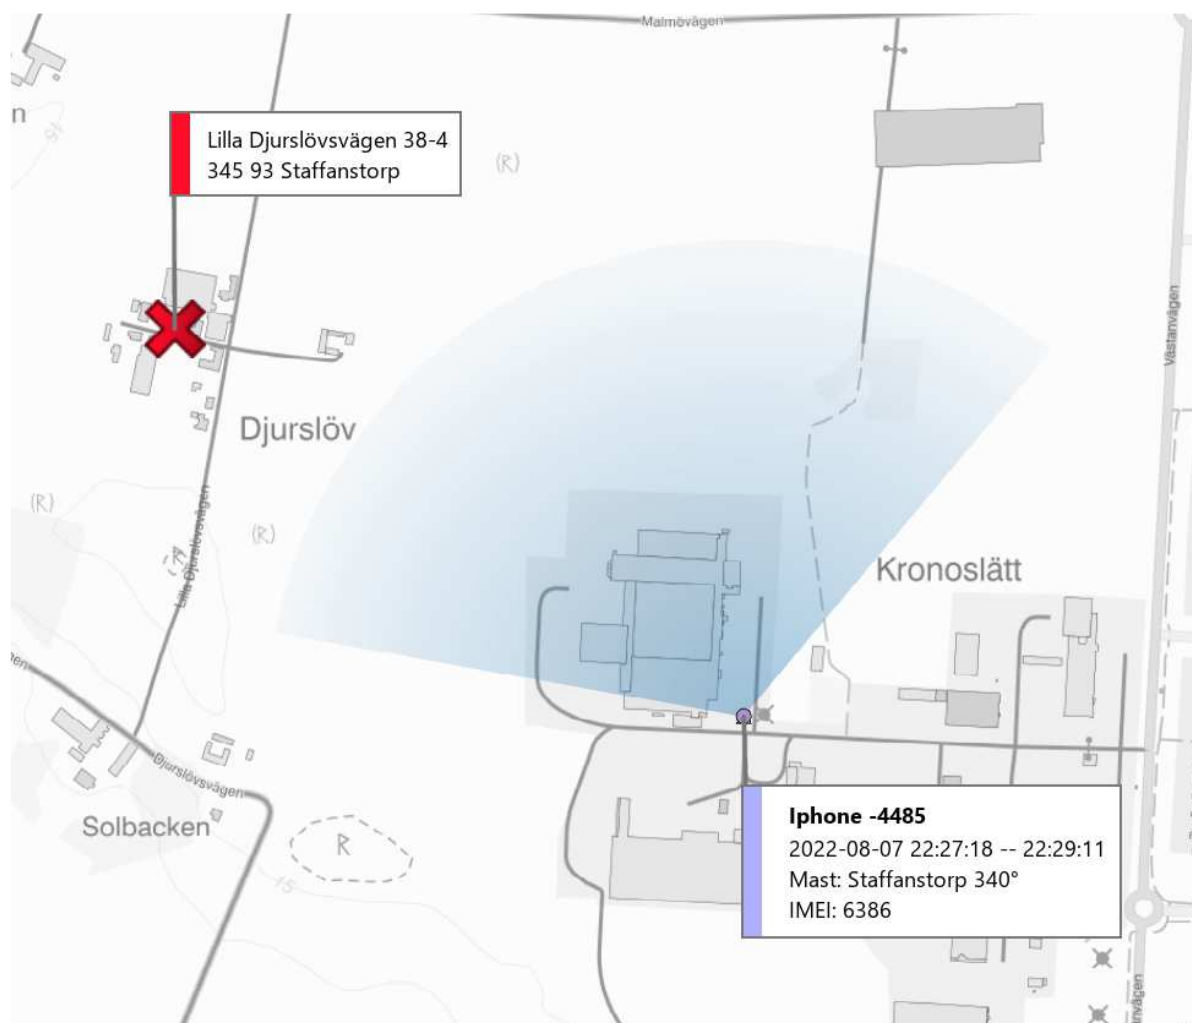 Malmövägen
n
Lilla Djurslövsvägen 38-4
345 93 Staffanstorp
(R)
Västanvägen
Djurslöv
(R)
(R)
Lilla Djurslövsvägen
Kronoslätt
Djurslövsvägen
Solbacken
R
15
Iphone -4485
2022-08-07 22:27:18 -- 22:29:11
Mast: Staffanstorp 340°
IMEI: 6386